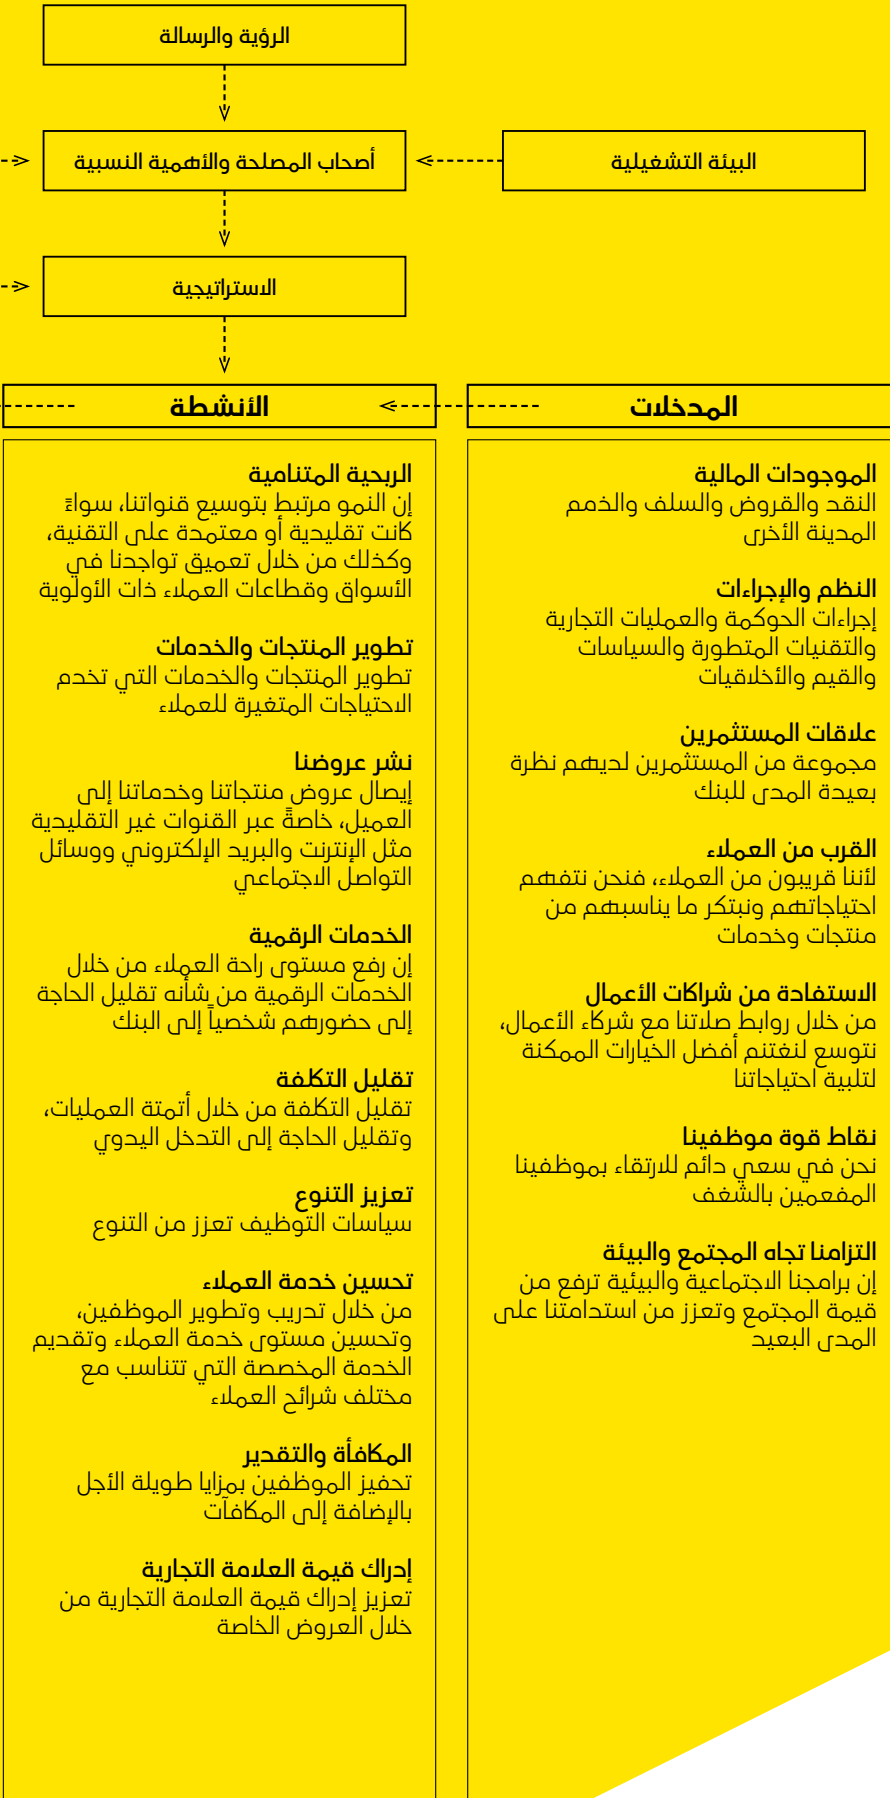 الرؤية والرسالة
البيئة التشغيلية
أصحاب المصلحة والأهمية النسبية
الاستراتيجية
المدخلات
الموجودات المالية
النقد والقروض والسلف والذمم
المدينة الأخرى
النظم والإجراءات
إجراءات الحوكمة والعمليات التجارية
والتقنيات المتطورة والسياسات
والقيم والأخلاقيات
علاقات المستثمرين
مجموعة من المستثمرين لديهم نظرة
بعيدة المدى للبنك
القرب من العملاء
لأننا قريبون من العملاء، فنحن نتفهم
احتياجاتهم ونبتكر ما يناسبهم من
منتجات وخدمات
الاستفادة من شراكات الأعمال
من خلال روابط صلاتنا مع شركاء الأعمال،
نتوسع لنغتنم أفضل الخيارات الممكنة
لتلبية احتياجاتنا
نقاط قوة موظفينا
نحن في سعي دائم للارتقاء بموظفينا
المفعمين بالشغف
التزامنا تجاه المجتمع والبيئة
إن برامجنا الاجتماعية والبيئية ترفع من
قيمة المجتمع وتعزز من استدامتنا على
المدى البعيد
الأنشطة
الربحية المتنامية
إن النمو مرتبط بتوسيع قنواتنا، سواءً
كانت تقليدية أو معتمدة على التقنية،
وكذلك من خلال تعميق تواجدنا في
الأسواق وقطاعات العملاء ذات الأولوية
تطوير المنتجات والخدمات
تطوير المنتجات والخدمات التي تخدم
الاحتياجات المتغيرة للعملاء
نشر عروضنا
إيصال عروض منتجاتنا وخدماتنا إلى
العميل، خاصةً عبر القنوات غير التقليدية
مثل الإنترنت والبريد الإلكتروني ووسائل
التواصل الاجتماعي
الخدمات الرقمية
إن رفع مستوى راحة العملاء من خلال
الخدمات الرقمية من شأنه تقليل الحاجة
إلى حضورهم شخصياً إلى البنك
تقليل التكلفة
تقليل التكلفة من خلال أتمتة العمليات،
وتقليل الحاجة إلى التدخل اليدوي
تعزيز التنوع
سياسات التوظيف تعزز من التنوع
تحسين خدمة العملاء
من خلال تدريب وتطوير الموظفين،
وتحسين مستوى خدمة العملاء وتقديم
الخدمة المخصصة التي تتناسب مع
مختلف شرائح العملاء
المكافأة والتقدير
تحفيز الموظفين بمزايا طويلة الأجل
بالإضافة إلى المكافآت
إدراك قيمة العلامة التجارية
تعزيز إدراك قيمة العلامة التجارية من
خلال العروض الخاصة